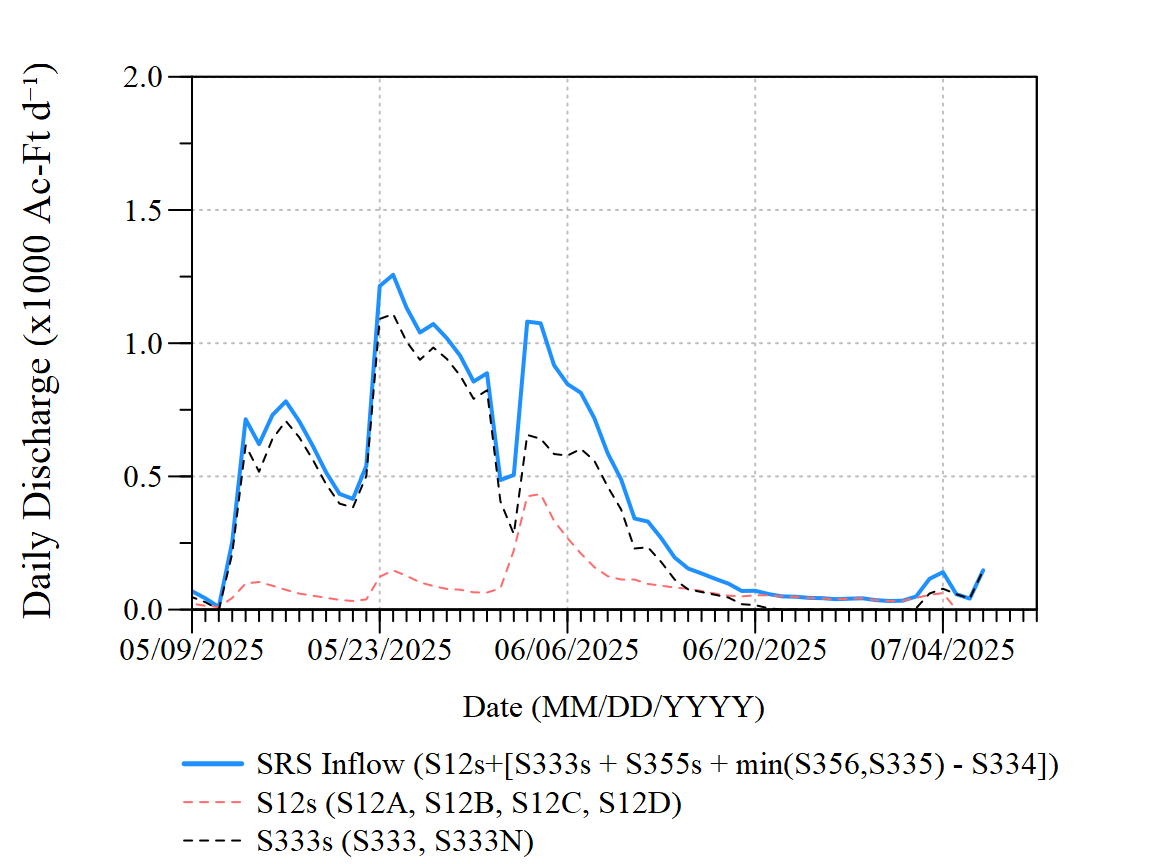 Daily Discharge (x1000 Ac-Ft d⁻¹)
2.0
1.5
1.0
0.5
0.0
05/09/2025 05/23/2025 06/06/2025 06/20/2025 07/04/2025
Date (MM/DD/YYYY)
SRS Inflow (S12s+[S333s + S355s + min(S356,S335) - S334])
S12s (S12A, S12B, S12C, S12D)
S333s (S333, S333N)